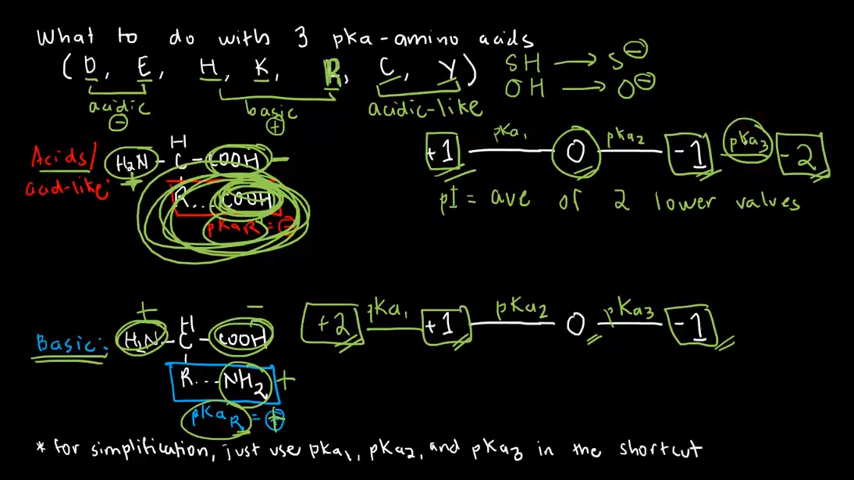 What to do with 3 pka-amino acids
(D, E, H, K, R, C, Y) SH → S⊖
OH → O⊖
acidic basic acidic-like
⊖ ⊕
H
Acids/ H₂N - C - COOH -
+
acid-like: R... COOH
pKaR = ⊖
+1 pKa₁ 0 pKa₂ -1 pKa₃ -2
pI = ave of 2 lower values
+ -
H
Basic: H₂N - C - COOH
R... NH₂ +
pKaR = ⊕
+2 pKa₁ +1 pKa₂ 0 pKa₃ -1
* for simplification, just use pKa₁, pKa₂, and pKa₃ in the shortcut